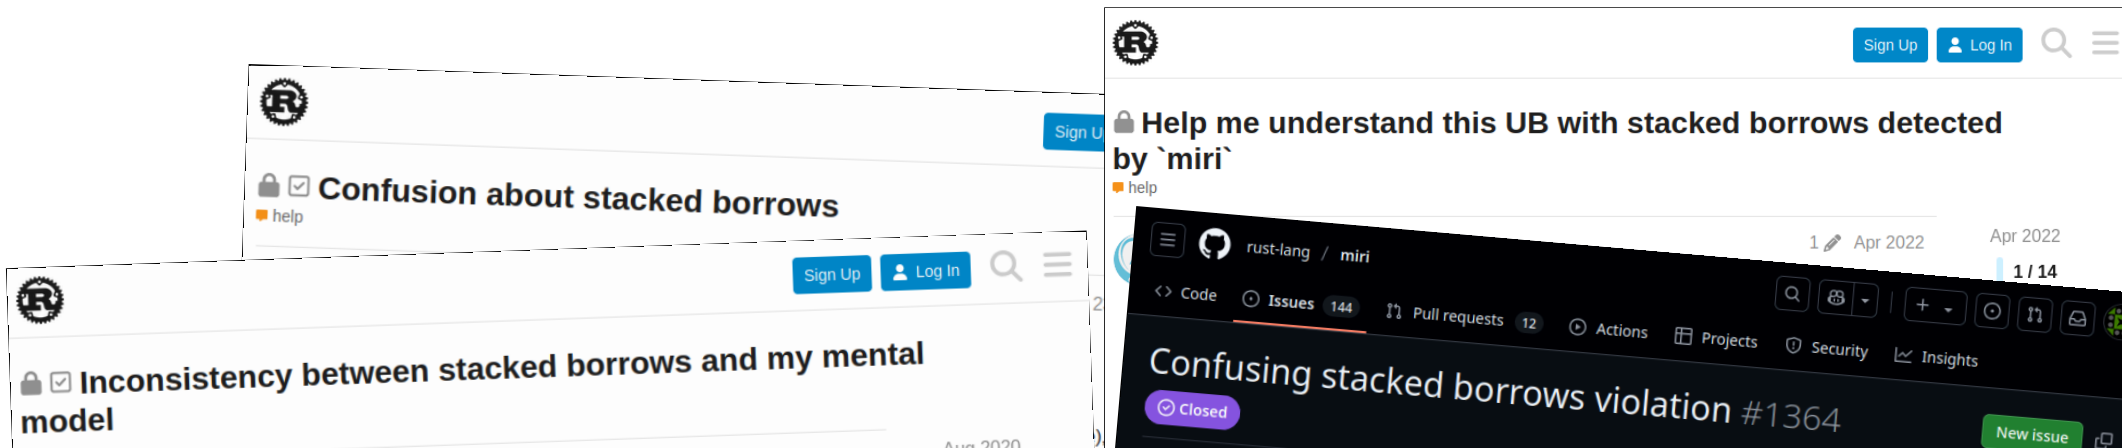 Sign U
Confusion about stacked borrows
help
Sign Up
Log In
Inconsistency between stacked borrows and my mental
model
Aug 2020
Sign Up
Log In
Help me understand this UB with stacked borrows detected
by `miri`
help
1
Apr 2022
Apr 2022
1 / 14
rust-lang / miri
Code
Issues 144
Pull requests 12
Actions
Projects
Security
Insights
Confusing stacked borrows violation #1364
Closed
New issue